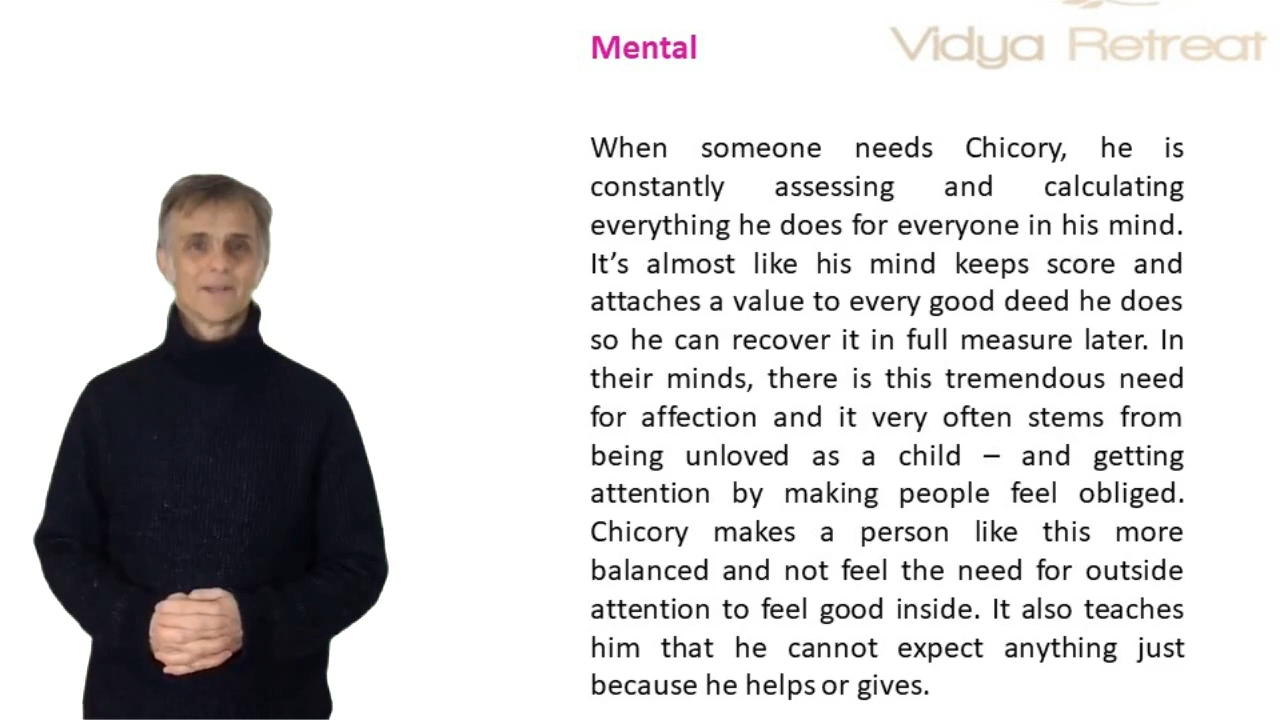 Vidya Retreat
Mental
When someone needs Chicory, he is
constantly assessing and calculating
everything he does for everyone in his mind.
It’s almost like his mind keeps score and
attaches a value to every good deed he does
so he can recover it in full measure later. In
their minds, there is this tremendous need
for affection and it very often stems from
being unloved as a child – and getting
attention by making people feel obliged.
Chicory makes a person like this more
balanced and not feel the need for outside
attention to feel good inside. It also teaches
him that he cannot expect anything just
because he helps or gives.